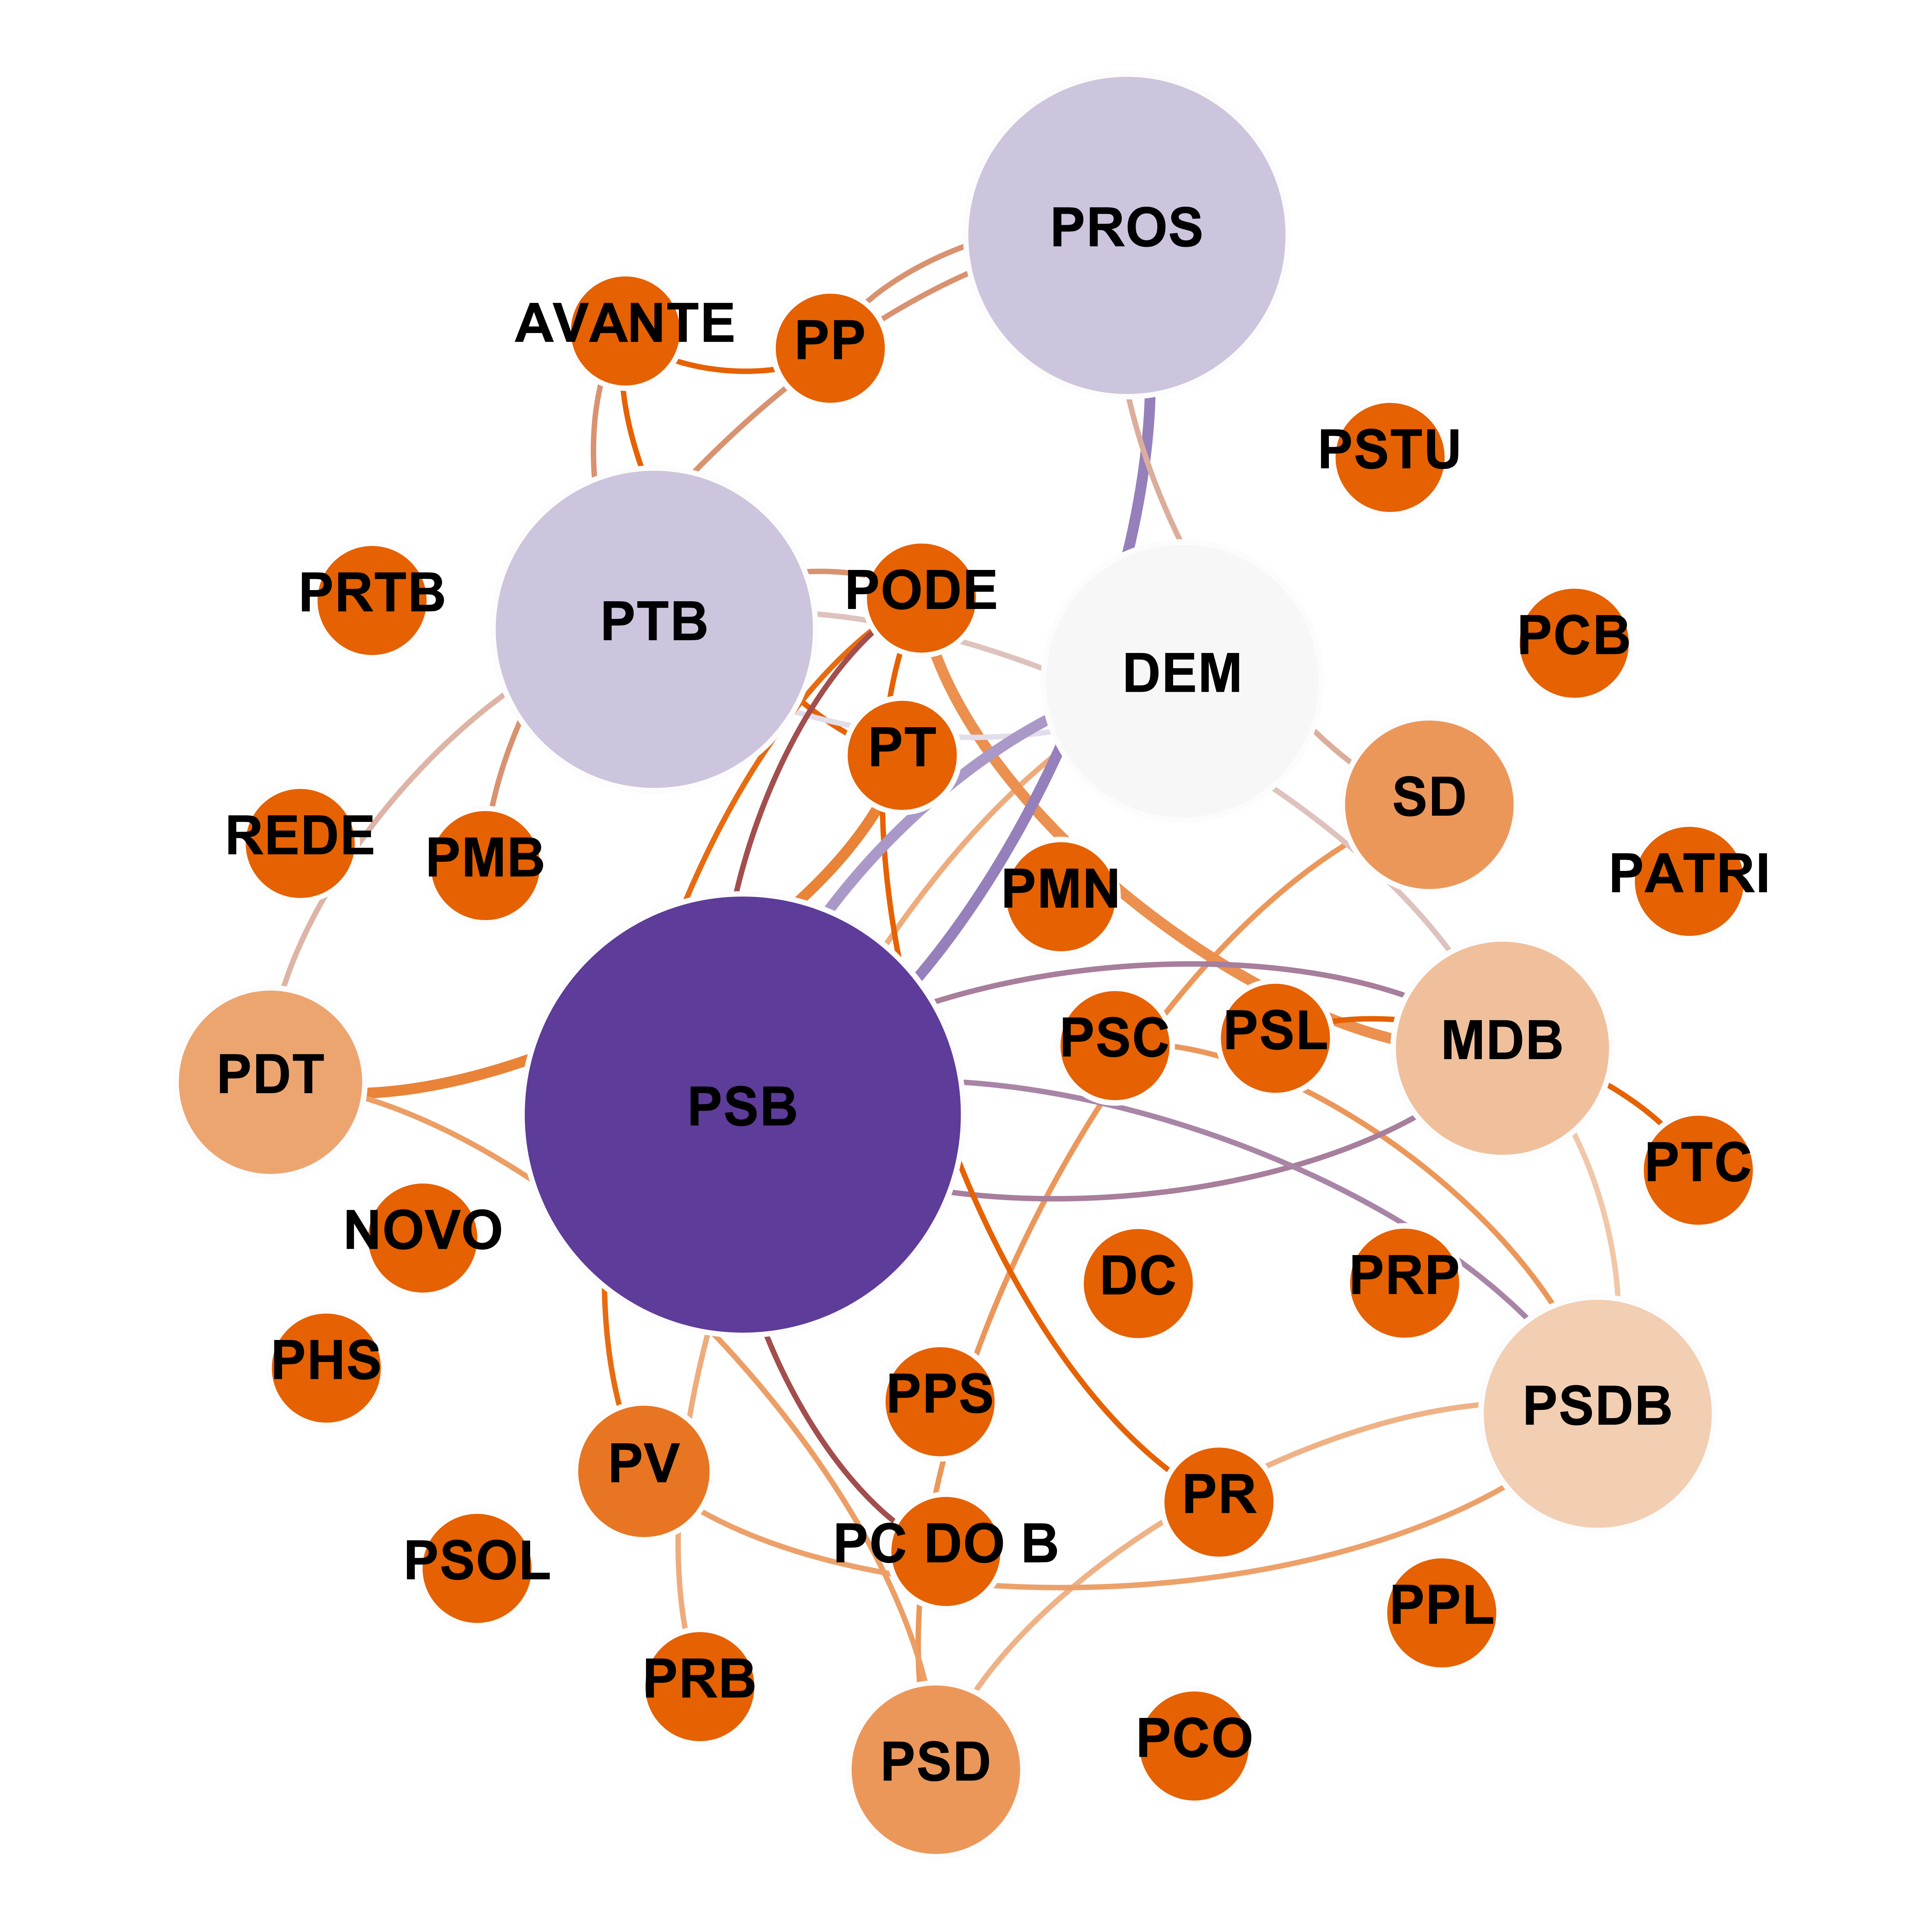 PROS
AVANTE
PP
PSTU
PRTB
PODE
PTB
PCB
DEM
PT
SD
REDE
PMB
PMN
PATRI
PSC
PSL
MDB
PDT
PSB
PTC
NOVO
DC
PRP
PHS
PPS
PSDB
PV
PR
PC DO B
PSOL
PPL
PRB
PCO
PSD